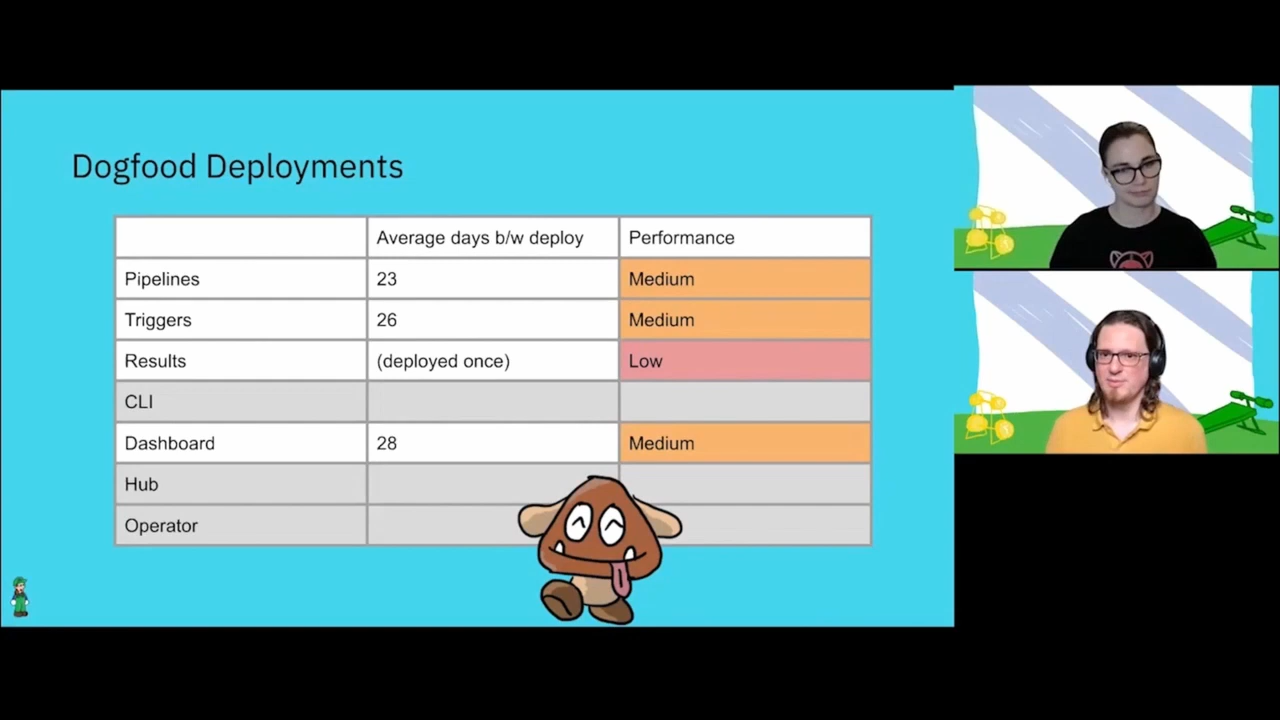 Dogfood Deployments
Average days b/w deploy Performance
Pipelines 23 Medium
Triggers 26 Medium
Results (deployed once) Low
CLI
Dashboard 28 Medium
Hub
Operator